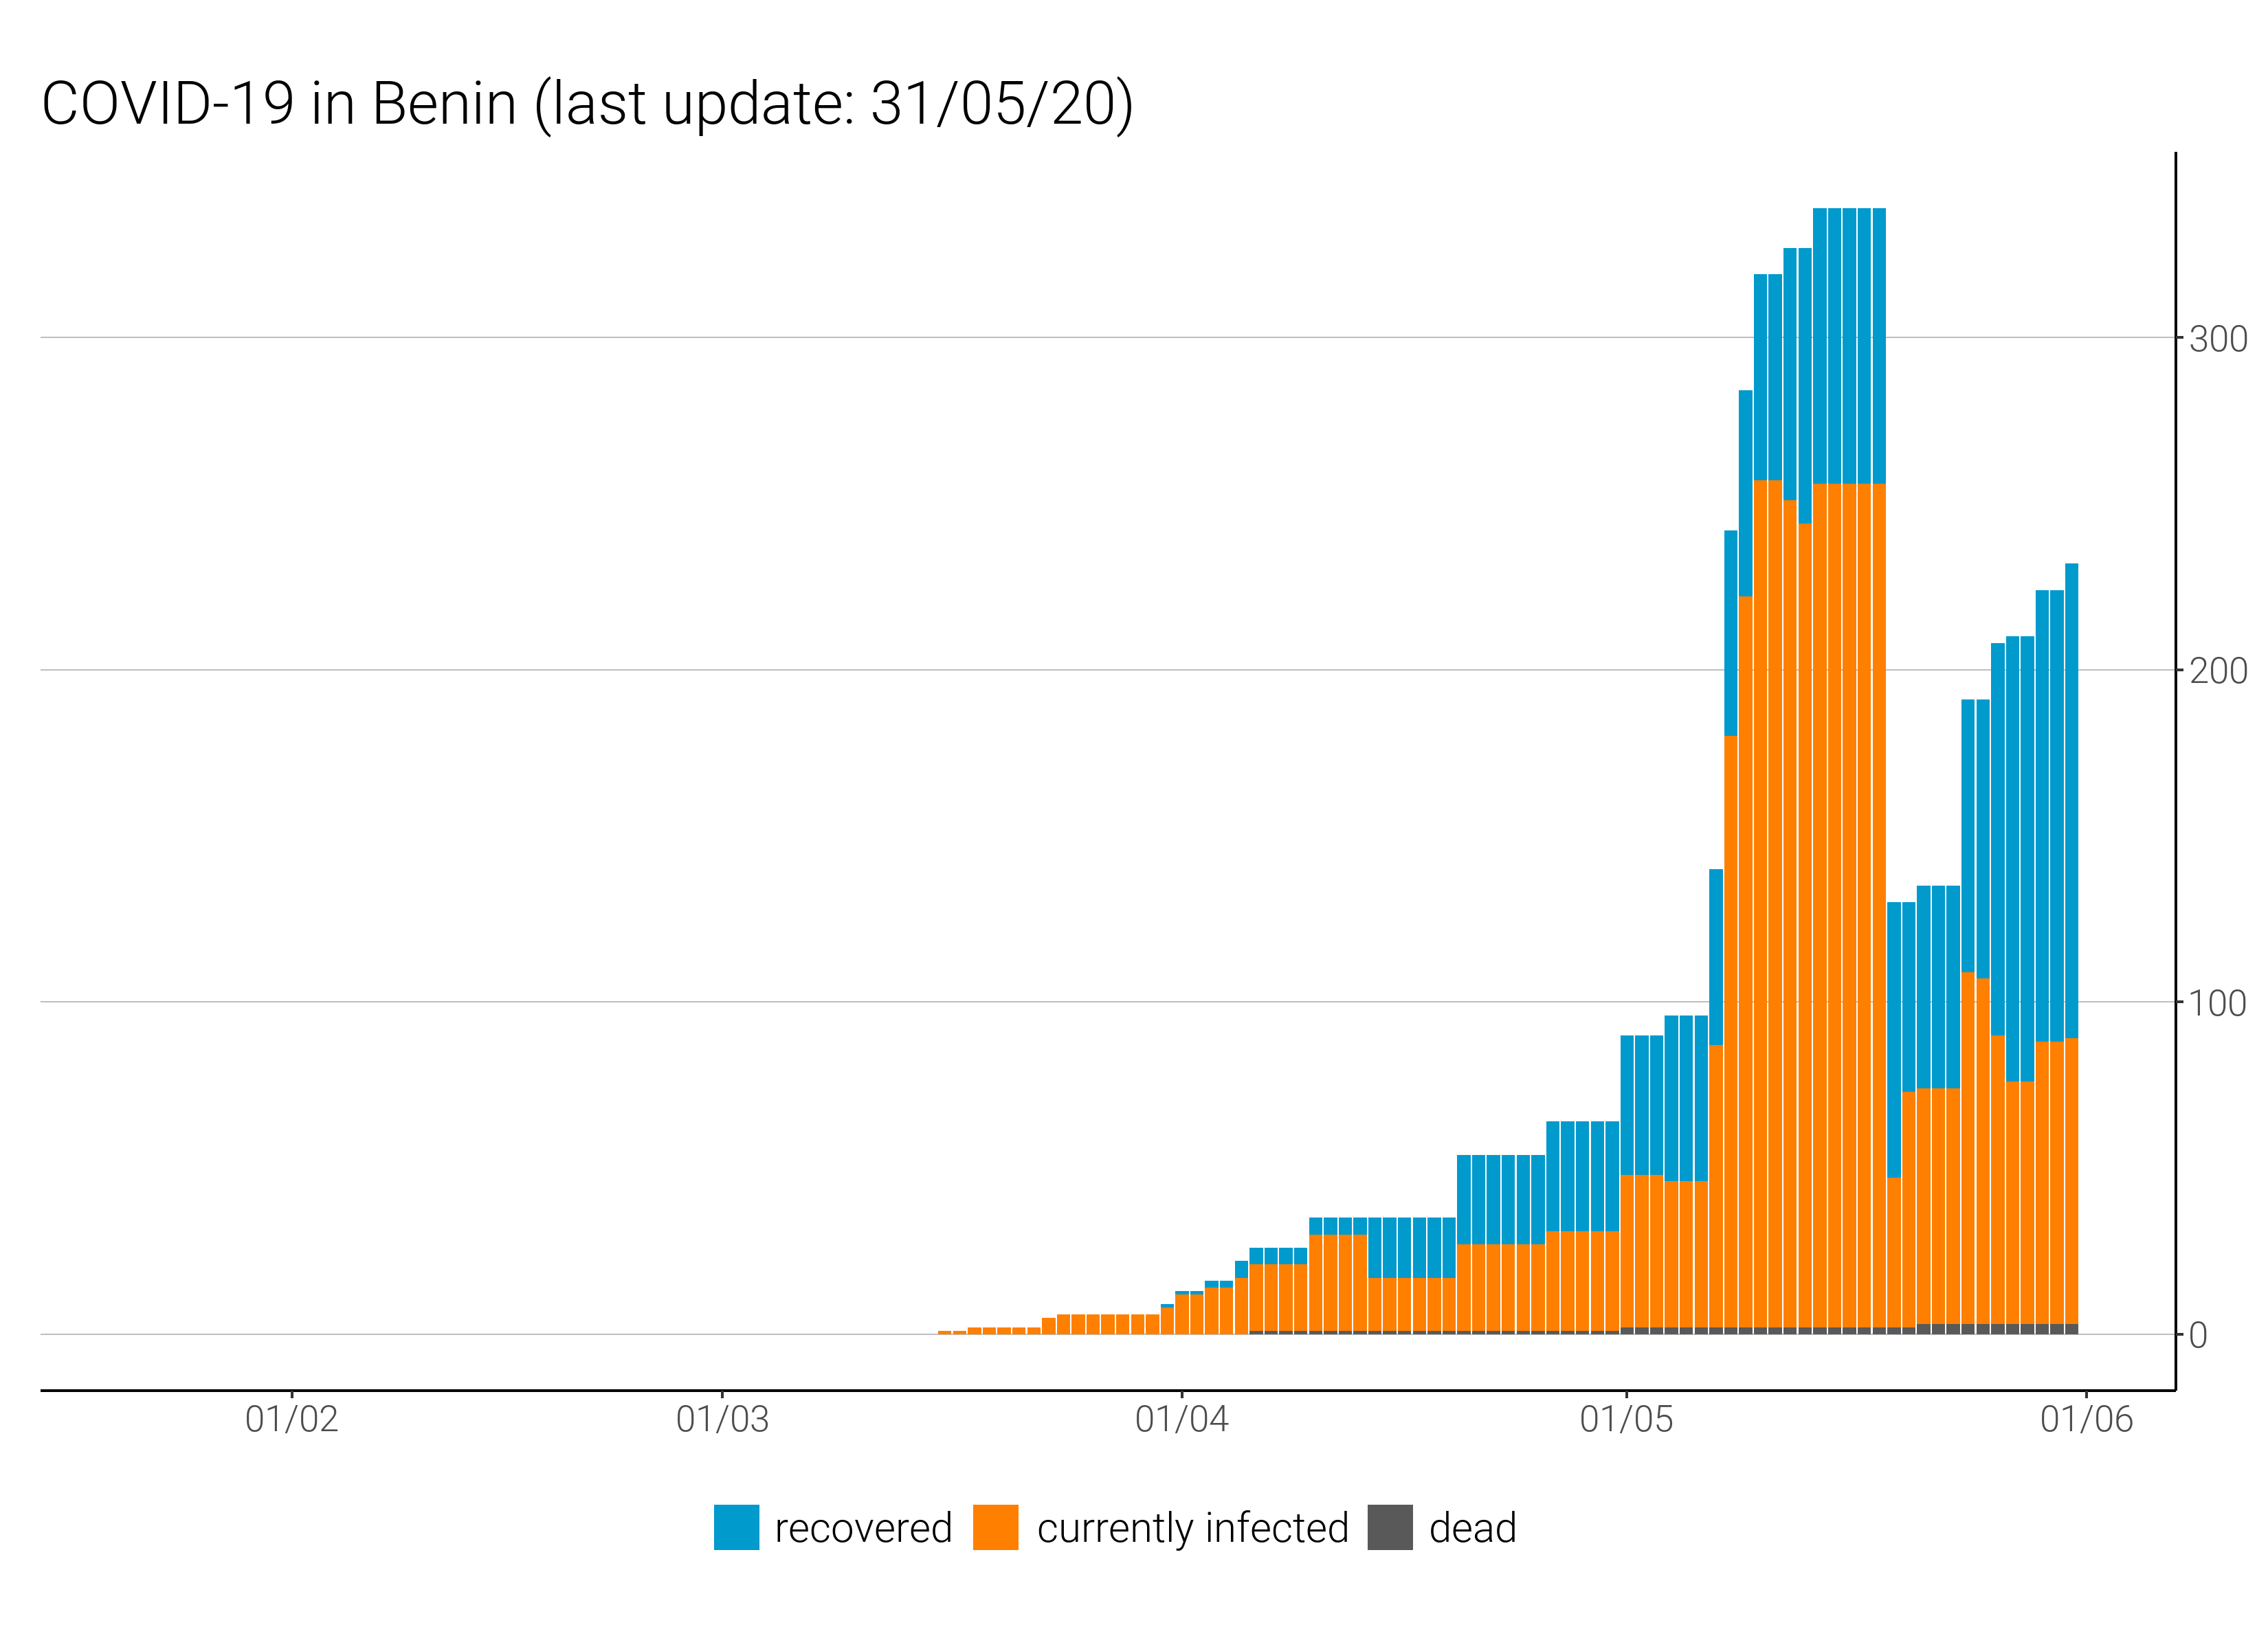 COVID-19 in Benin (last update: 31/05/20)
300
200
100
0
01/02 01/03 01/04 01/05 01/06
recovered currently infected dead